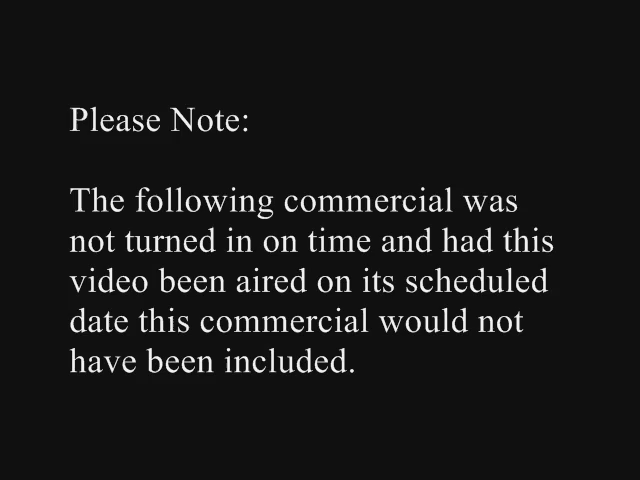 Please Note:
The following commercial was
not turned in on time and had this
video been aired on its scheduled
date this commercial would not
have been included.